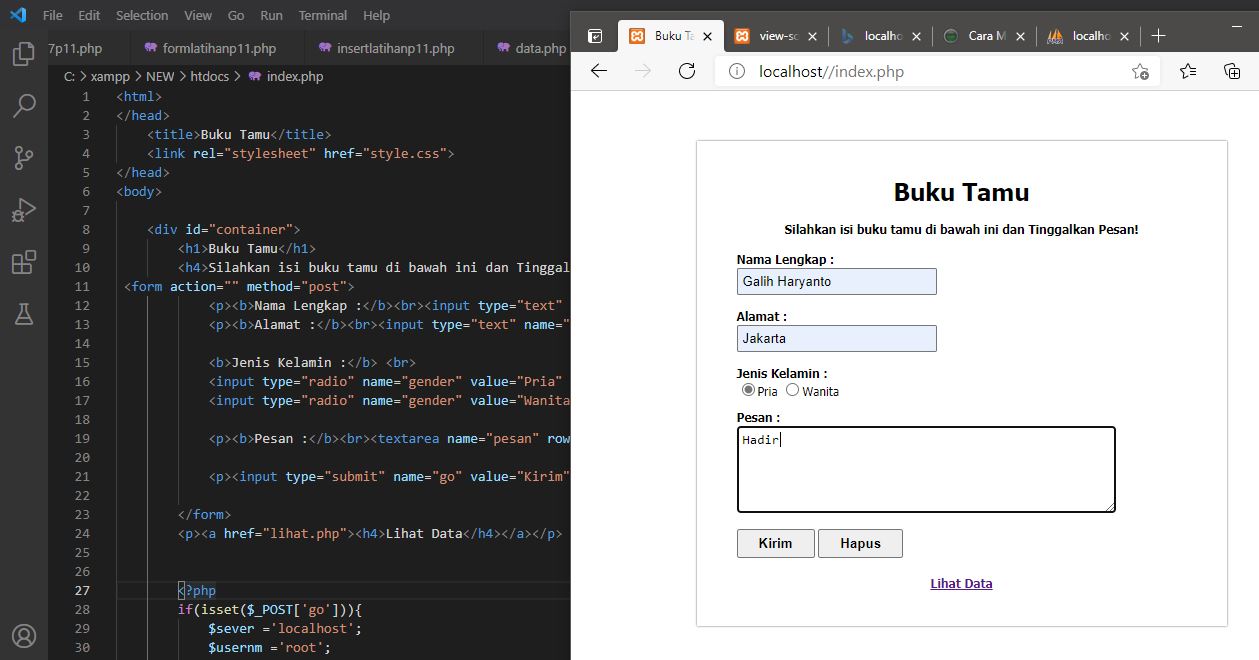 File Edit Selection View Go Run Terminal Help
7p11.php formlatihanp11.php insertlatihanp11.php data.php
C: > xampp > NEW > htdocs > index.php
1 <html>
2 </head>
3 <title>Buku Tamu</title>
4 <link rel="stylesheet" href="style.css">
5 </head>
6 <body>
7
8 <div id="container">
9 <h1>Buku Tamu</h1>
10 <h4>Silahkan isi buku tamu di bawah ini dan Tinggal
11 <form action="" method="post">
12 <p><b>Nama Lengkap :</b><br><input type="text"
13 <p><b>Alamat :</b><br><input type="text" name="
14
15 <b>Jenis Kelamin :</b> <br>
16 <input type="radio" name="gender" value="Pria"
17 <input type="radio" name="gender" value="Wanita
18
19 <p><b>Pesan :</b><br><textarea name="pesan" row
20
21 <p><input type="submit" name="go" value="Kirim"
22
23 </form>
24 <p><a href="lihat.php"><h4>Lihat Data</h4></a></p>
25
26
27 <?php
28 if(isset($_POST['go'])){
29 $sever ='localhost';
30 $usernm ='root';
Buku Ta view-so localho Cara M localho
localhost//index.php
Buku Tamu
Silahkan isi buku tamu di bawah ini dan Tinggalkan Pesan!
Nama Lengkap :
Galih Haryanto
Alamat :
Jakarta
Jenis Kelamin :
Pria Wanita
Pesan :
Hadir
Kirim Hapus
Lihat Data